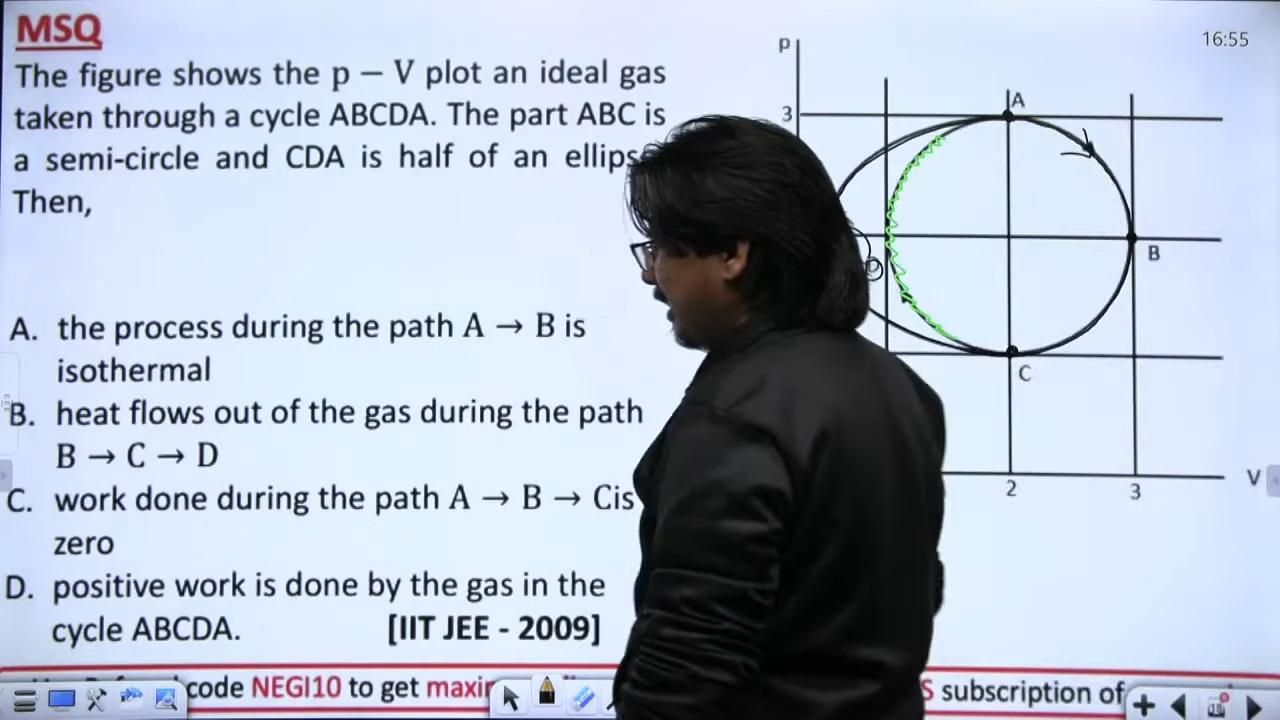 MSQ
16:55
The figure shows the p – V plot an ideal gas
taken through a cycle ABCDA. The part ABC is
a semi-circle and CDA is half of an
Then,
A. the process during the path A → B is
isothermal
B. heat flows out of the gas during the path
B → C → D
C. work done during the path A → B → Cis
zero
D. positive work is done by the gas in the
cycle ABCDA. [IIT JEE - 2009]
p
3
A
B
D
C
V
2
3
code NEGI10 to get
subscription of
18